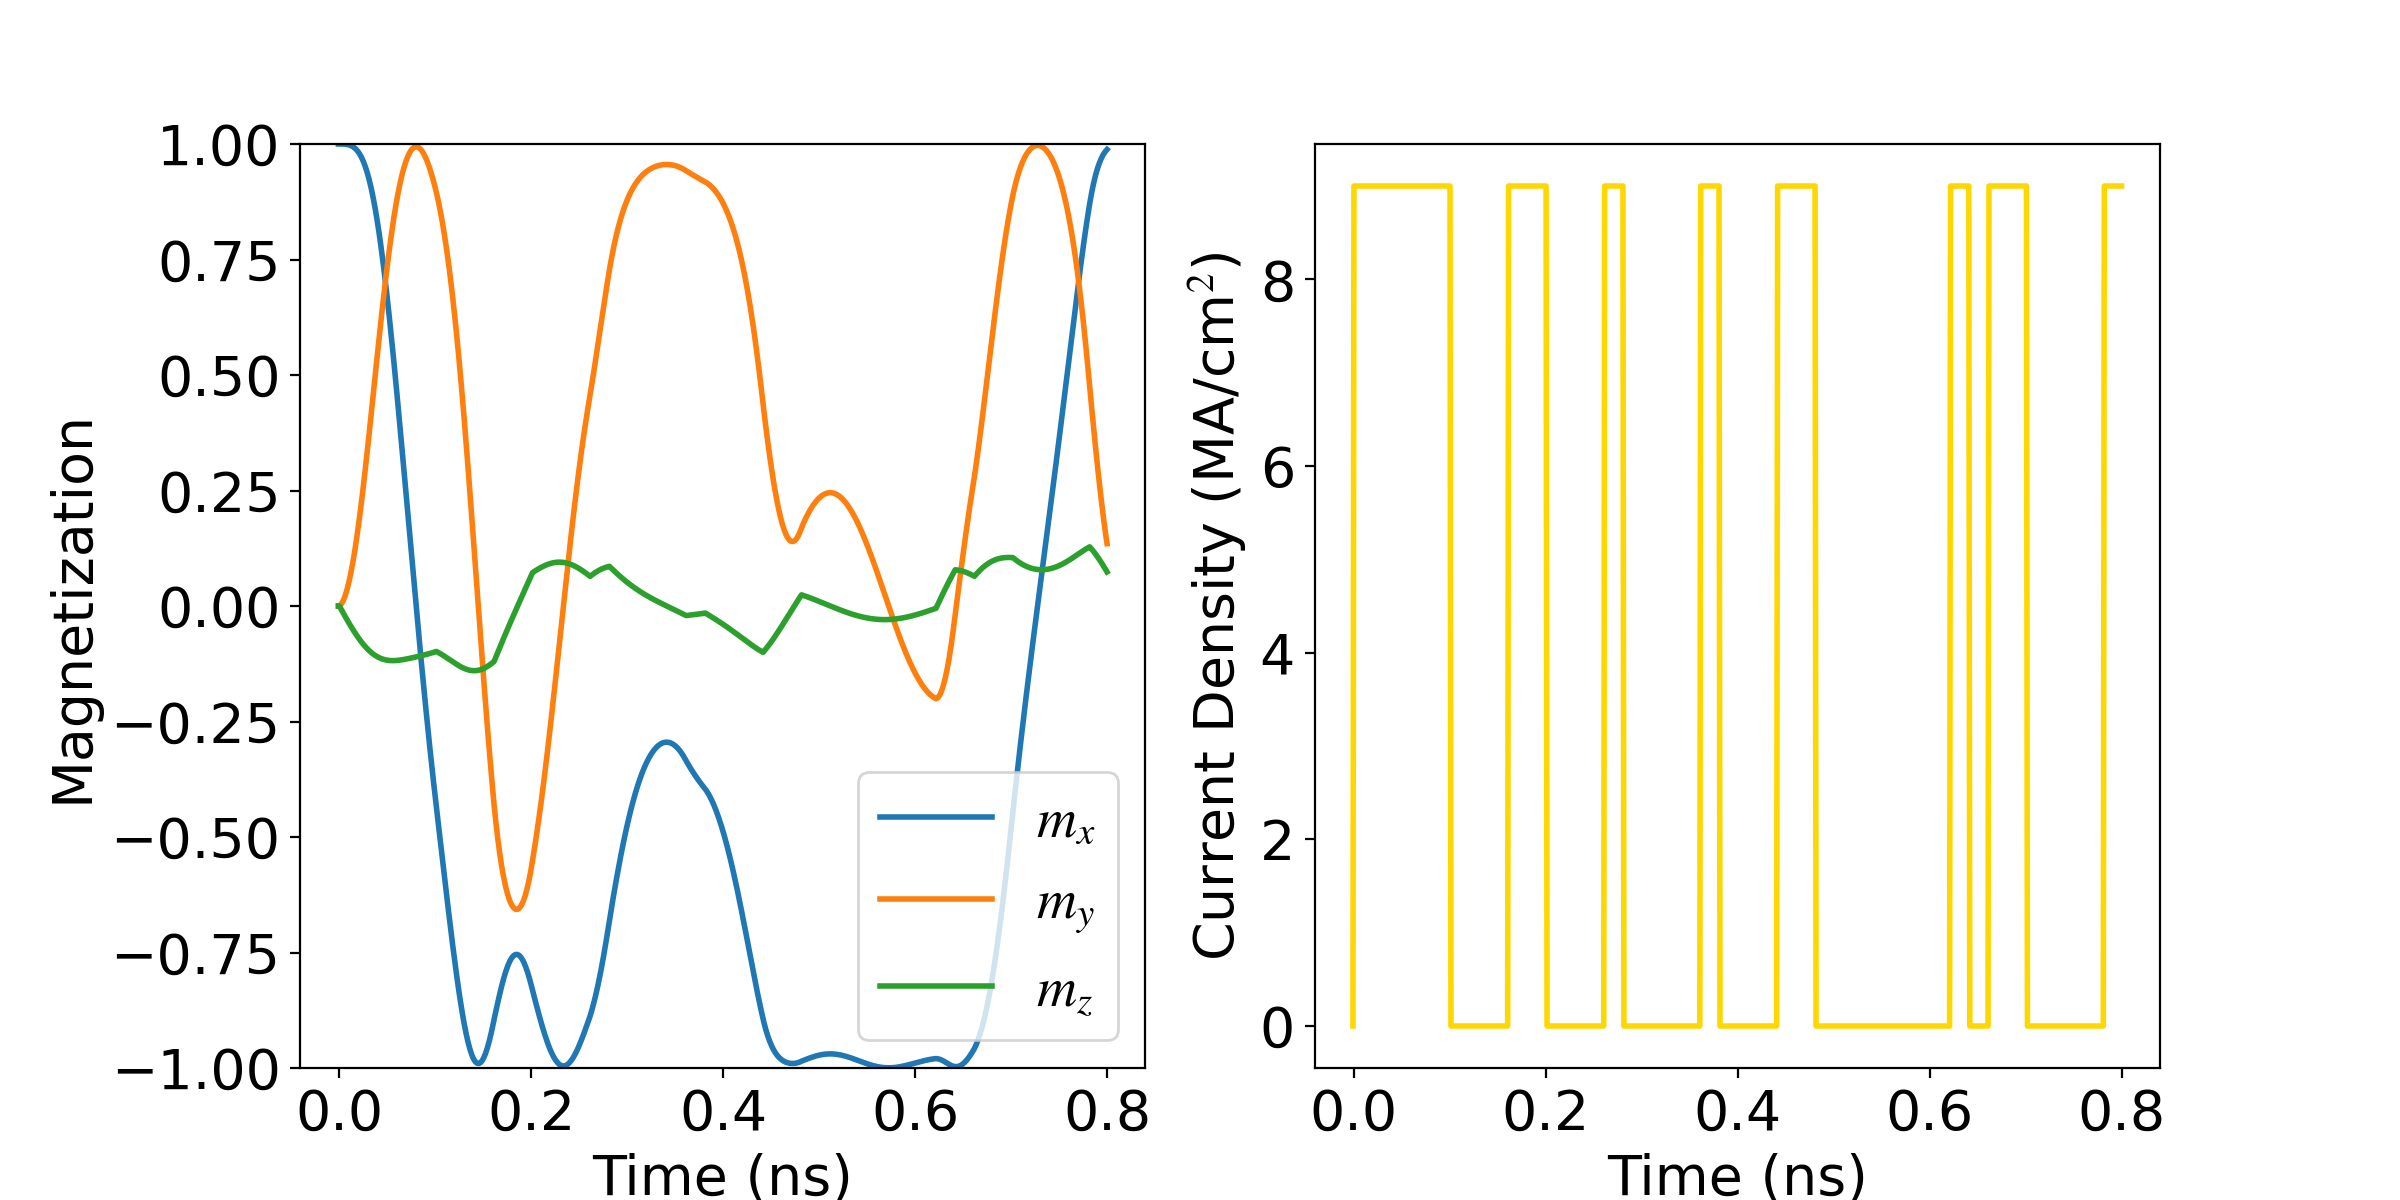 Magnetization
1.00
0.75
0.50
0.25
0.00
−0.25
−0.50
−0.75
−1.00
0.0 0.2 0.4 0.6 0.8
Time (ns)
m_x
m_y
m_z
Current Density (MA/cm²)
8
6
4
2
0
0.0 0.2 0.4 0.6 0.8
Time (ns)